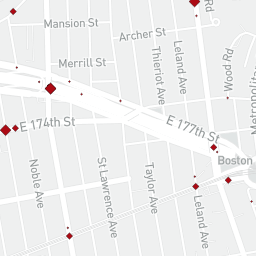 Mansion St
Archer St
Merrill St
Thieriot Ave
Leland Ave
Rd
Wood Rd
Metropolit
E 174th St
E 177th St
Boston
Noble Ave
St Lawrence Ave
Taylor Ave
Leland Ave